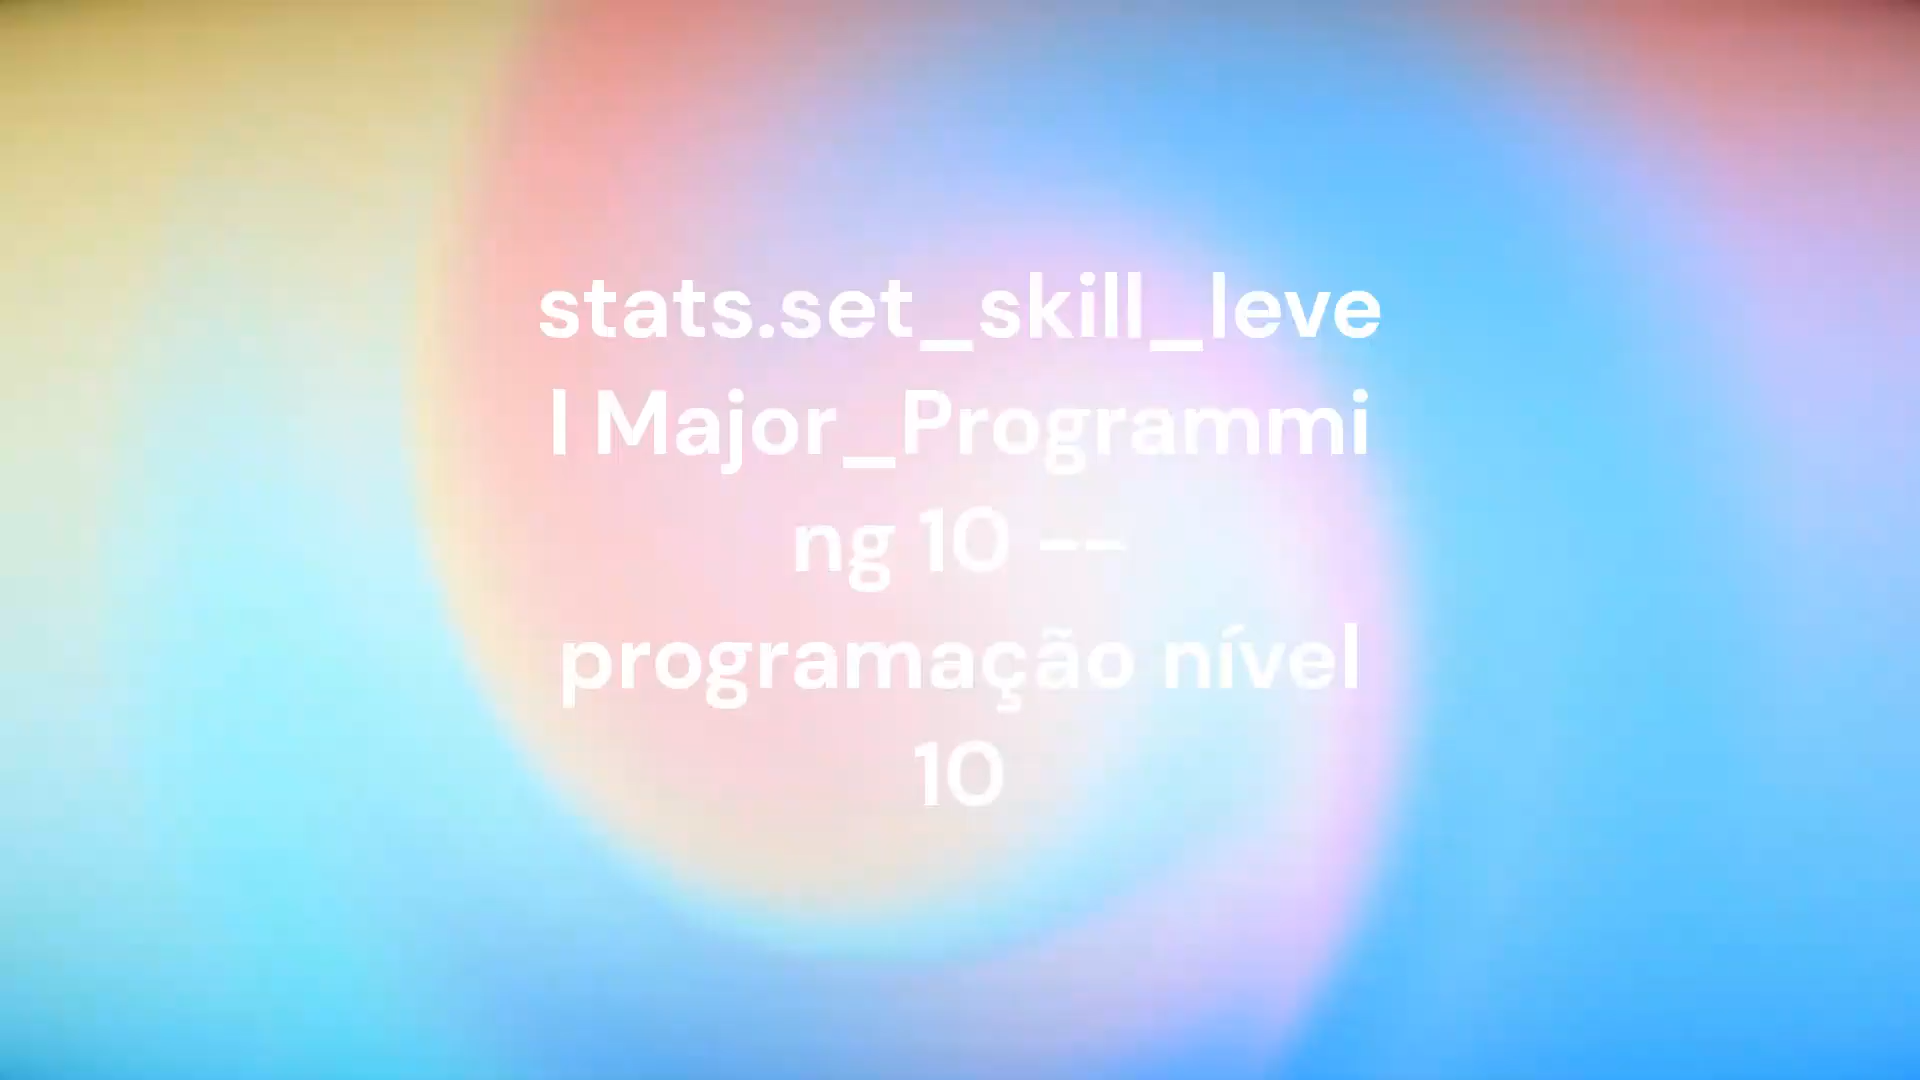 stats.set_skill_leve
l Major_Programmi
ng 10 --
programação nível
10